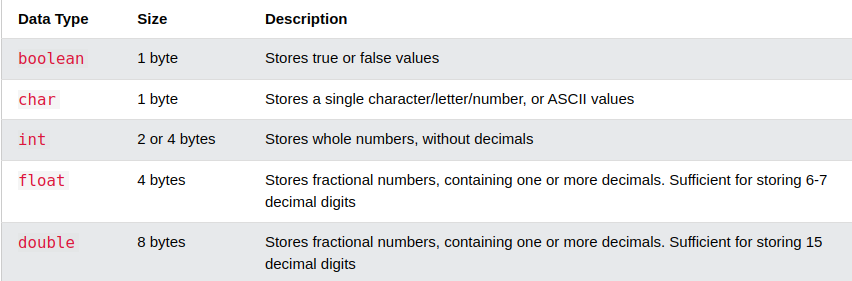 Data Type Size Description
boolean 1 byte Stores true or false values
char 1 byte Stores a single character/letter/number, or ASCII values
int 2 or 4 bytes Stores whole numbers, without decimals
float 4 bytes Stores fractional numbers, containing one or more decimals. Sufficient for storing 6-7
decimal digits
double 8 bytes Stores fractional numbers, containing one or more decimals. Sufficient for storing 15
decimal digits